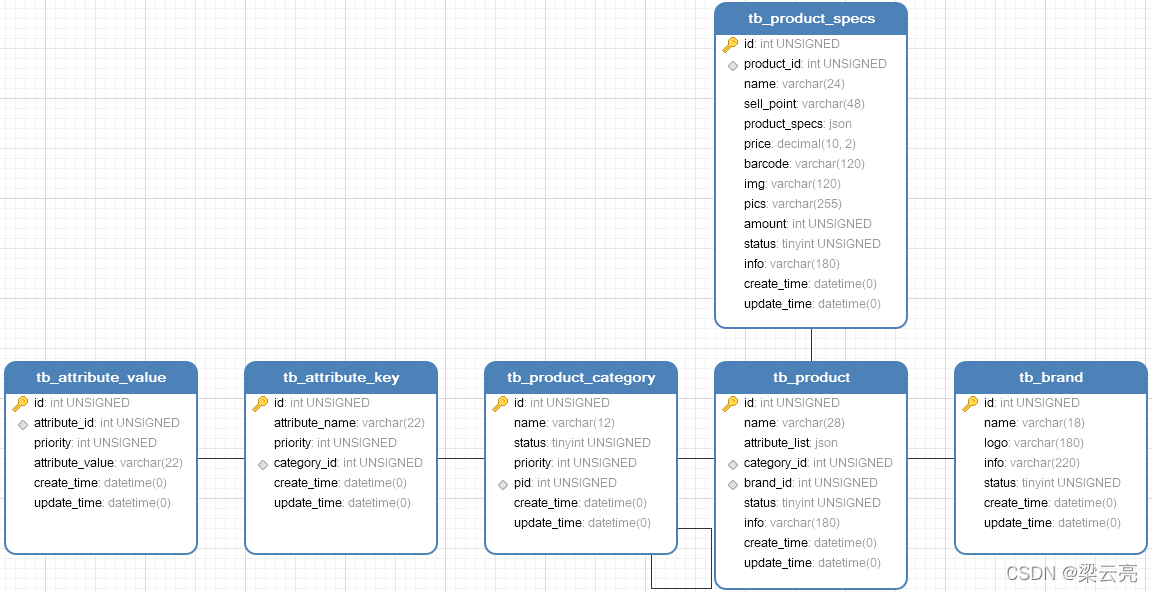 tb_product_specs
id: int UNSIGNED
product_id: int UNSIGNED
name: varchar(24)
sell_point: varchar(48)
product_specs: json
price: decimal(10, 2)
barcode: varchar(120)
img: varchar(120)
pics: varchar(255)
amount: int UNSIGNED
status: tinyint UNSIGNED
info: varchar(180)
create_time: datetime(0)
update_time: datetime(0)
tb_attribute_value
id: int UNSIGNED
attribute_id: int UNSIGNED
priority: int UNSIGNED
attribute_value: varchar(22)
create_time: datetime(0)
update_time: datetime(0)
tb_attribute_key
id: int UNSIGNED
attribute_name: varchar(22)
priority: int UNSIGNED
category_id: int UNSIGNED
create_time: datetime(0)
update_time: datetime(0)
tb_product_category
id: int UNSIGNED
name: varchar(12)
status: tinyint UNSIGNED
priority: int UNSIGNED
pid: int UNSIGNED
create_time: datetime(0)
update_time: datetime(0)
tb_product
id: int UNSIGNED
name: varchar(28)
attribute_list: json
category_id: int UNSIGNED
brand_id: int UNSIGNED
status: tinyint UNSIGNED
info: varchar(180)
create_time: datetime(0)
update_time: datetime(0)
tb_brand
id: int UNSIGNED
name: varchar(18)
logo: varchar(180)
info: varchar(220)
status: tinyint UNSIGNED
create_time: datetime(0)
update_time: datetime(0)
CSDN @梁云亮